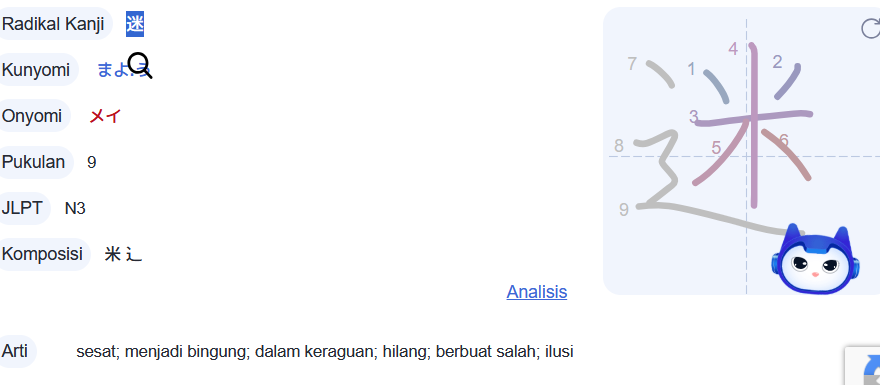 Radikal Kanji 迷
Kunyomi まよ.う
Onyomi メイ
Pukulan 9
JLPT N3
Komposisi 米 辶
Analisis
Arti sesat; menjadi bingung; dalam keraguan; hilang; berbuat salah; ilusi
4
7 1 2
3
8 5 6
9